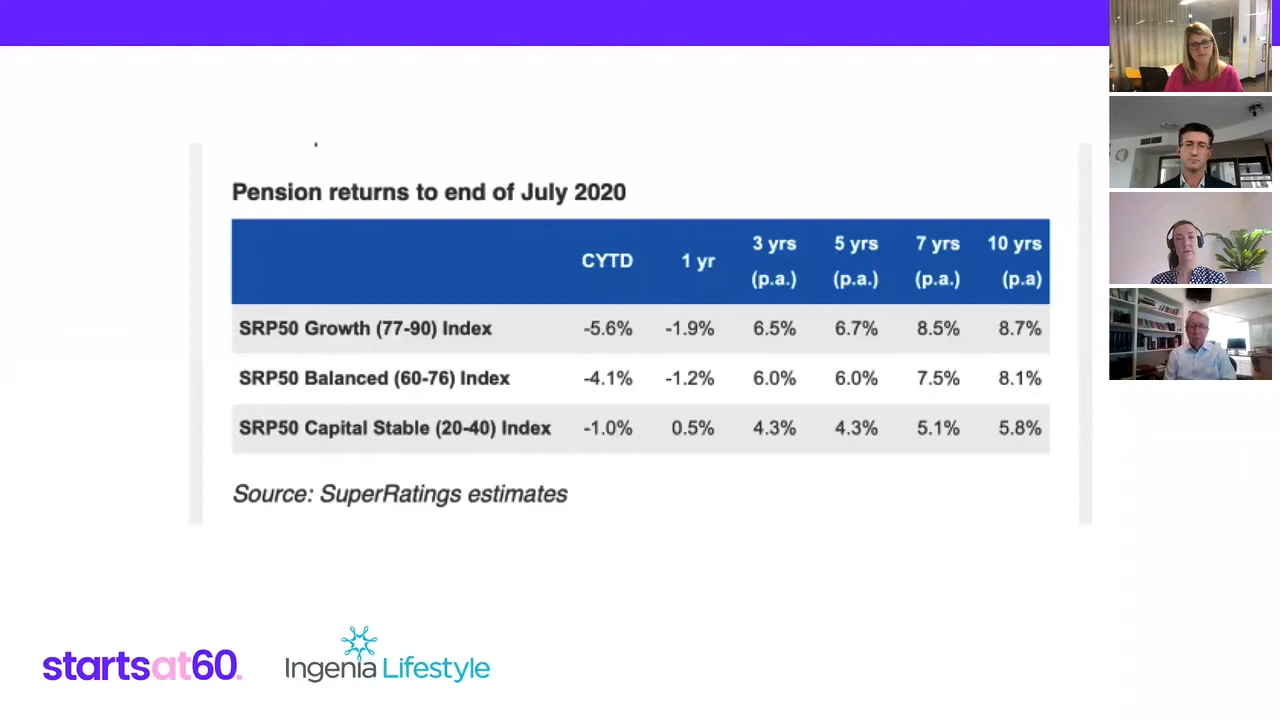 Pension returns to end of July 2020
CYTD 1 yr 3 yrs (p.a.) 5 yrs (p.a.) 7 yrs (p.a.) 10 yrs (p.a)
SRP50 Growth (77-90) Index -5.6% -1.9% 6.5% 6.7% 8.5% 8.7%
SRP50 Balanced (60-76) Index -4.1% -1.2% 6.0% 6.0% 7.5% 8.1%
SRP50 Capital Stable (20-40) Index -1.0% 0.5% 4.3% 4.3% 5.1% 5.8%
Source: SuperRatings estimates
startsat60.
Ingenia Lifestyle